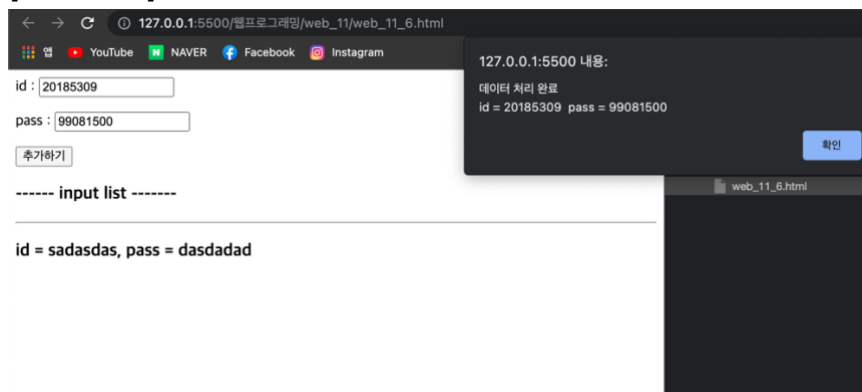 127.0.0.1:5500/웹프로그래밍/web_11/web_11_6.html
앱 YouTube N NAVER Facebook Instagram
127.0.0.1:5500 내용:
데이터 처리 완료
id = 20185309 pass = 99081500
확인
id : 20185309
pass : 99081500
추가하기
------ input list -------
id = sadasdas, pass = dasdadad
web_11_6.html